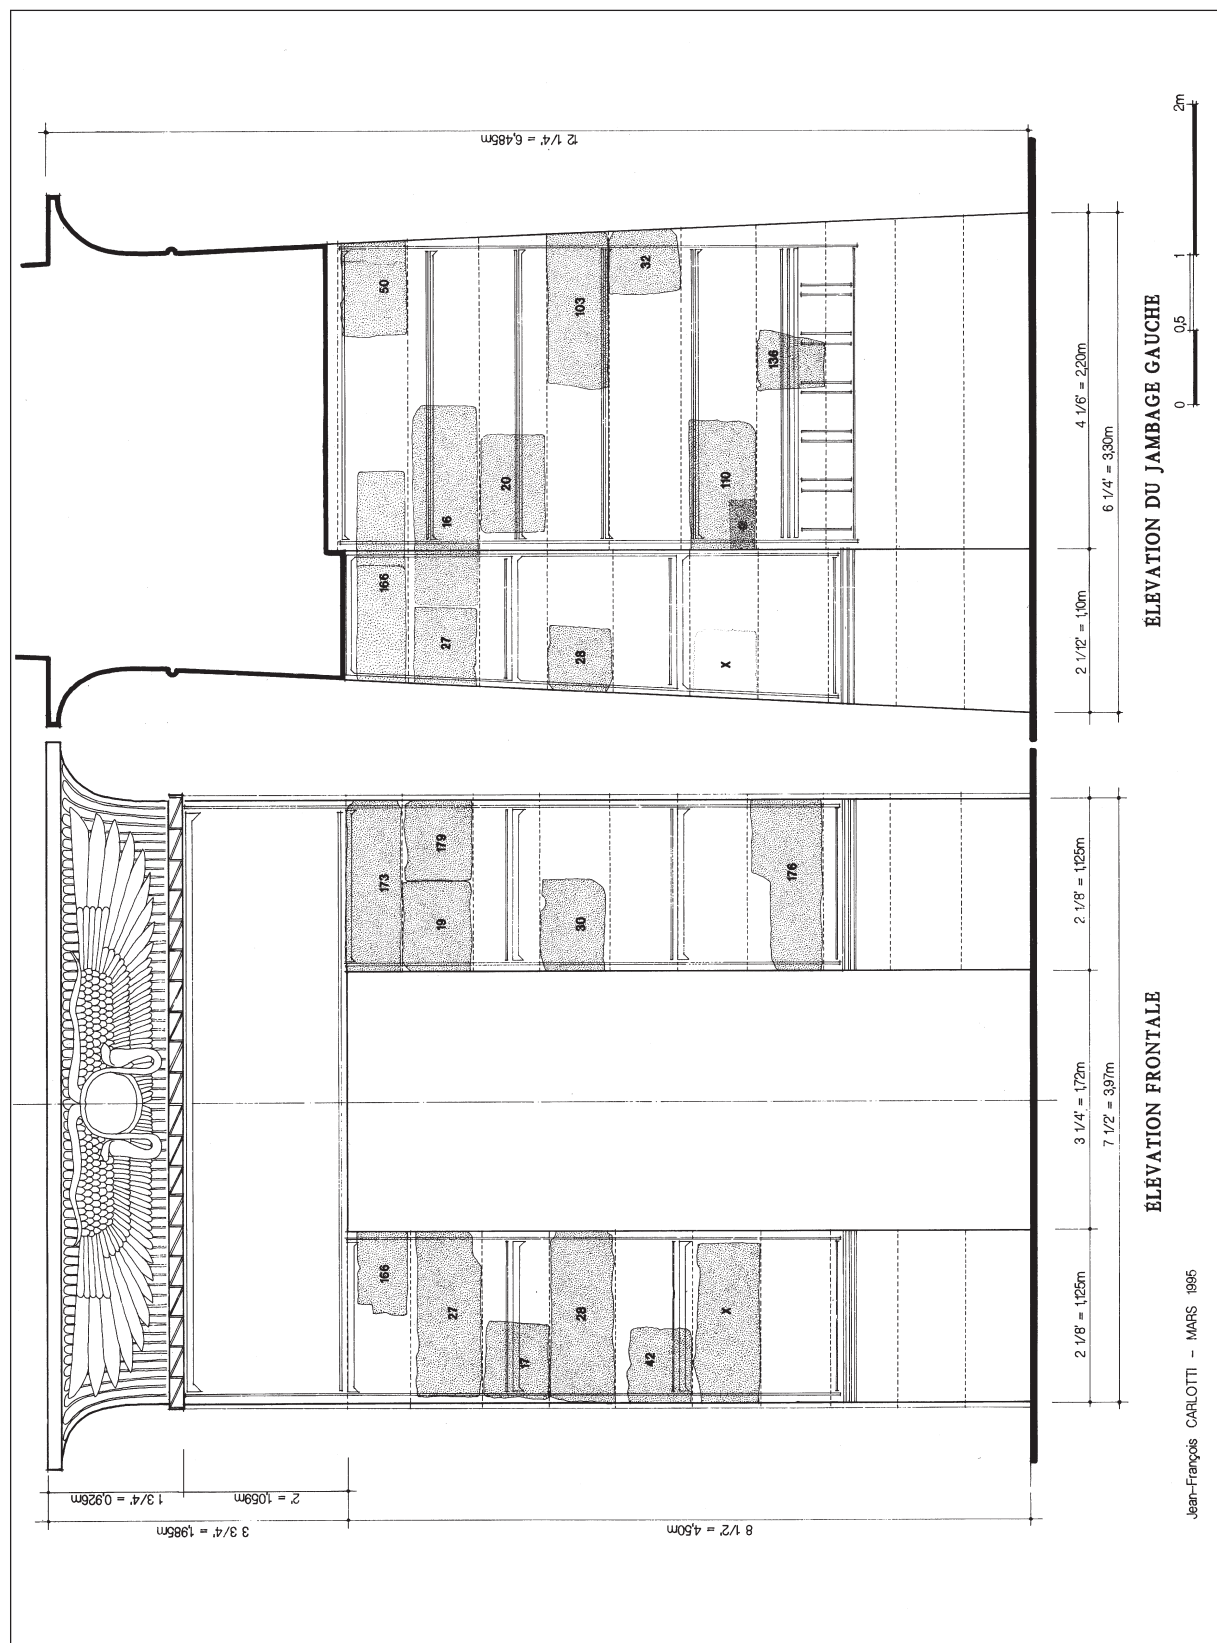 1 3/4' = 0,926m
2' = 1,059m
3 3/4' = 1,985m
8 1/2' = 4,50m
166
27
17
28
42
X
173
19
179
30
176
2 1/8' = 1,125m
3 1/4' = 1,72m
2 1/8' = 1,125m
7 1/2' = 3,97m
ÉLÉVATION FRONTALE
12 1/4' = 6,485m
166
50
27
16
20
28
103
32
X
110
136
2 1/12' = 1,10m
4 1/6' = 2,20m
6 1/4' = 3,30m
ÉLÉVATION DU JAMBAGE GAUCHE
0
0,5
1
2m
Jean-François CARLOTTI – MARS 1995